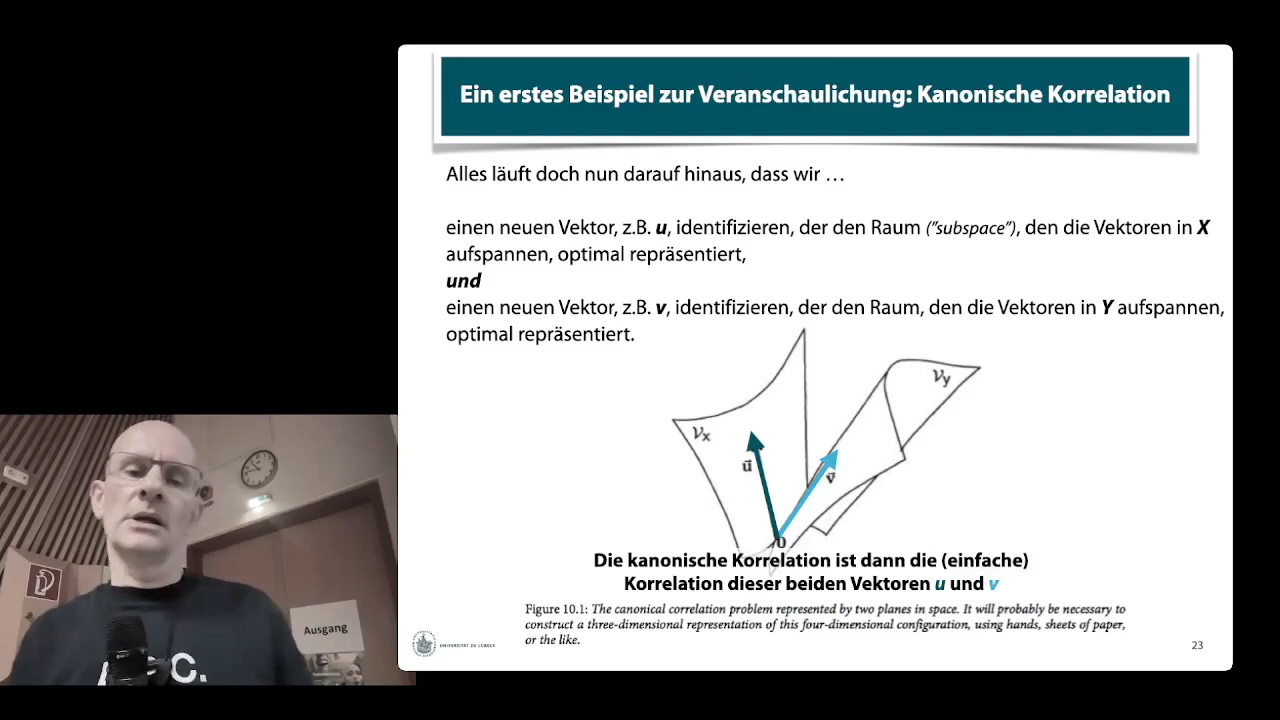 Ein erstes Beispiel zur Veranschaulichung: Kanonische Korrelation
Alles läuft doch nun darauf hinaus, dass wir …
einen neuen Vektor, z.B. u, identifizieren, der den Raum (”subspace”), den die Vektoren in X
aufspannen, optimal repräsentiert,
und
einen neuen Vektor, z.B. v, identifizieren, der den Raum, den die Vektoren in Y aufspannen,
optimal repräsentiert.
νx
νy
u⃗
v⃗
0
Die kanonische Korrelation ist dann die (einfache)
Korrelation dieser beiden Vektoren u und v
Figure 10.1: The canonical correlation problem represented by two planes in space. It will probably be necessary to
construct a three-dimensional representation of this four-dimensional configuration, using hands, sheets of paper,
or the like.
UNIVERSITÄT ZU LÜBECK
23
Ausgang